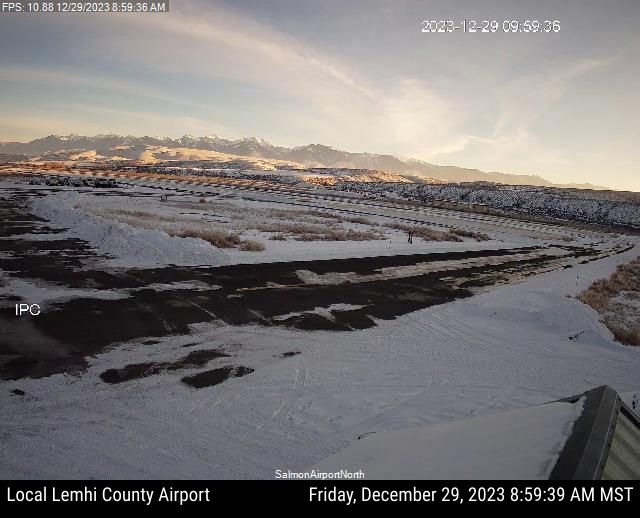 FPS: 10.88 12/29/2023 8:59:36 AM
2023-12-29 09:59:36
IPC
SalmonAirportNorth
Local Lemhi County Airport
Friday, December 29, 2023 8:59:39 AM MST